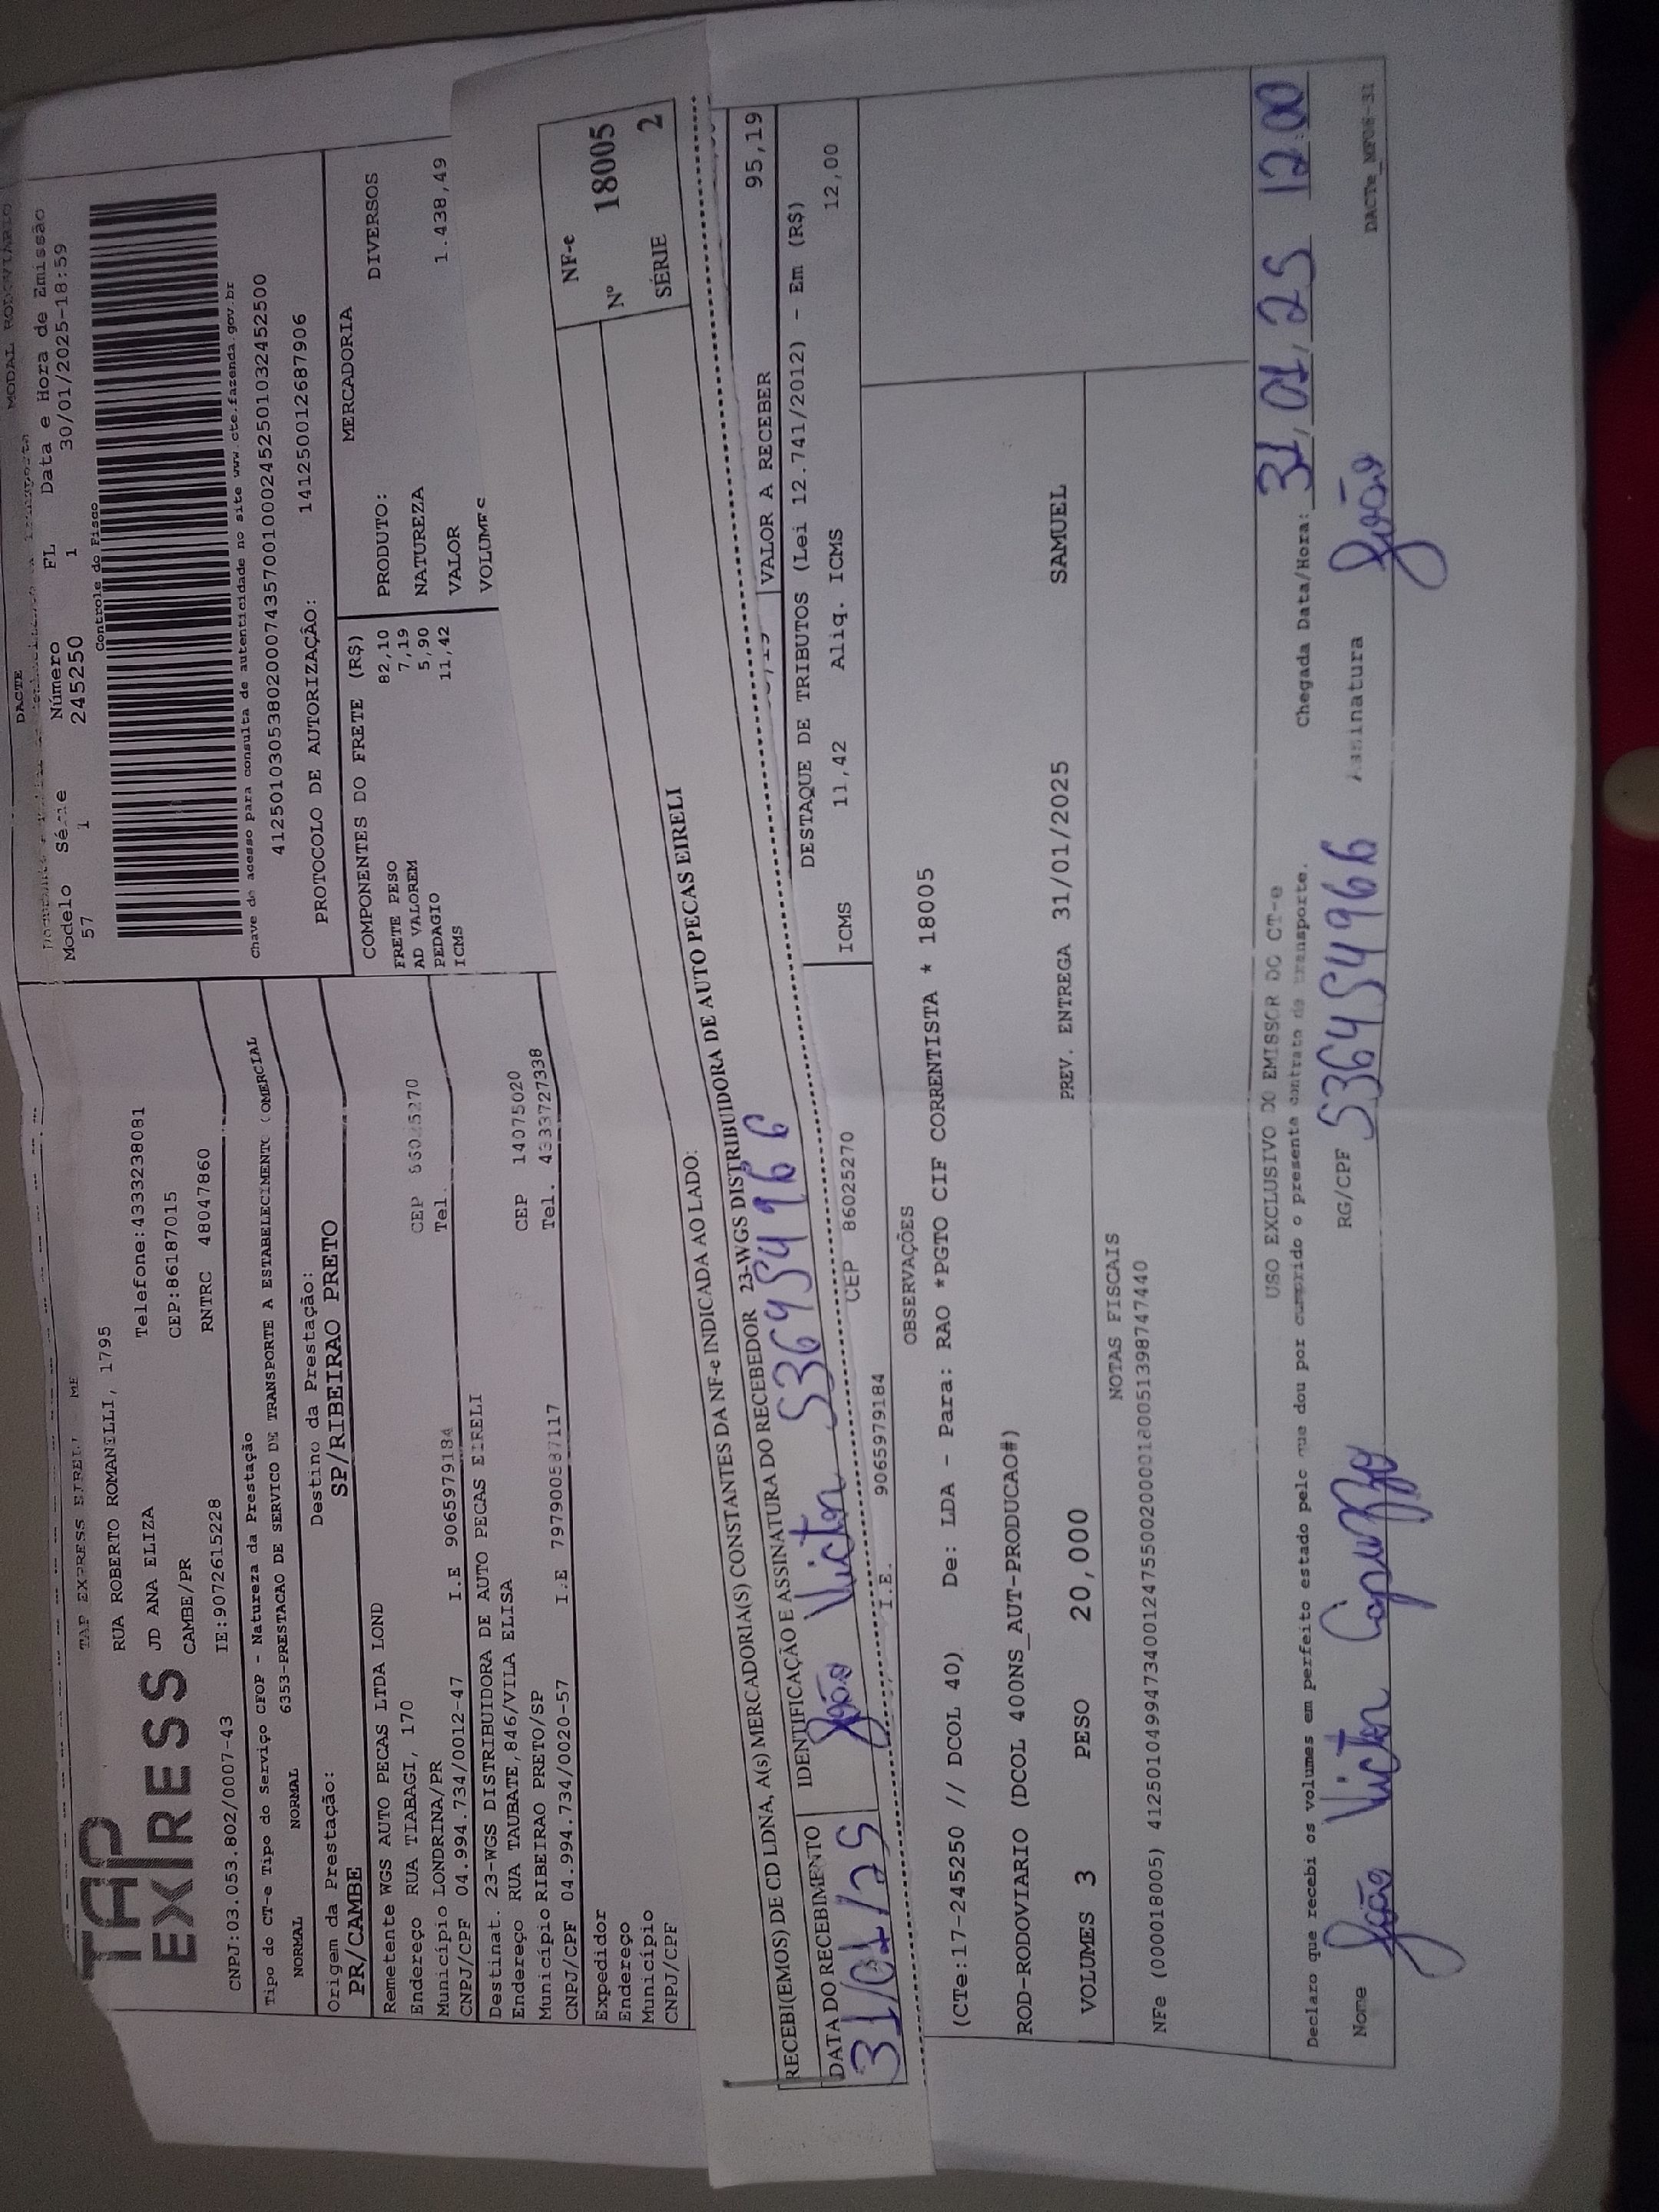 DACTE
MODAL RODOVIARIO
TAP EXPRESS EIRELI ME
TAP
EXPRESS
RUA ROBERTO ROMANILLI, 1795
JD ANA ELIZA
Telefone:4333238081
CAMBE/PR
CEP:86187015
CNPJ:03.053.802/0007-43
IE:9072615228
RNTRC 48047860
Modelo Série Número FL Data e Hora de Emissão
57 1 245250 1 30/01/2025-18:59
Controle do Fisco
Chave de acesso para consulta de autenticidade no site www.cte.fazenda.gov.br
41250103053802000743570010002452501032452500
PROTOCOLO DE AUTORIZAÇÃO: 141250012687906
Tipo do CT-e Tipo do Serviço CFOP - Natureza da Prestação
NORMAL NORMAL 6353-PRESTACAO DE SERVICO DE TRANSPORTE A ESTABELECIMENTO COMERCIAL
Origem da Prestação: Destino da Prestação:
PR/CAMBE SP/RIBEIRAO PRETO
Remetente WGS AUTO PECAS LTDA LOND
Endereço RUA TIABAGI, 170
Município LONDRINA/PR CEP 86025270
CNPJ/CPF 04.994.734/0012-47 I.E 9065979184 Tel.
Destinat. 23-WGS DISTRIBUIDORA DE AUTO PECAS EIRELI
Endereço RUA TAUBATE,846/VILA ELISA
Município RIBEIRAO PRETO/SP CEP 14075020
CNPJ/CPF 04.994.734/0020-57 I.E 797900587117 Tel. 4333727338
Expedidor
Endereço
Município
CNPJ/CPF
COMPONENTES DO FRETE (R$)
FRETE PESO 82,10
AD VALOREM 7,19
PEDAGIO 5,90
ICMS 11,42
MERCADORIA
PRODUTO: DIVERSOS
NATUREZA
VALOR 1.438,49
VOLUME
NF-e
Nº 18005
SÉRIE 2
RECEBI(EMOS) DE CD LDNA, A(S) MERCADORIA(S) CONSTANTES DA NF-e INDICADA AO LADO:
DATA DO RECEBIMENTO IDENTIFICAÇÃO E ASSINATURA DO RECEBEDOR 23-WGS DISTRIBUIDORA DE AUTO PECAS EIRELI
31/01/25 João Victor 536454966
VALOR A RECEBER 95,19
DESTAQUE DE TRIBUTOS (Lei 12.741/2012) - Em (R$)
ICMS 11,42 Aliq. ICMS 12,00
I.E. 9065979184 CEP 86025270
OBSERVAÇÕES
(CTe:17-245250 // DCOL 40) De: LDA - Para: RAO *PGTO CIF CORRENTISTA * 18005
ROD-RODOVIARIO (DCOL 400NS_AUT-PRODUCAO#)
VOLUMES 3 PESO 20,000 PREV. ENTREGA 31/01/2025 SAMUEL
NOTAS FISCAIS
NFe (000018005) 41250104994734001247550020000180051398747440
USO EXCLUSIVO DO EMISSOR DO CT-e
Declaro que recebi os volumes em perfeito estado pelo que dou por cumprido o presente contrato de transporte.
Chegada Data/Hora: 31/01/25 12:00
Nome João Victor RG/CPF 536454966 Assinatura João
DACTe_MF06-31